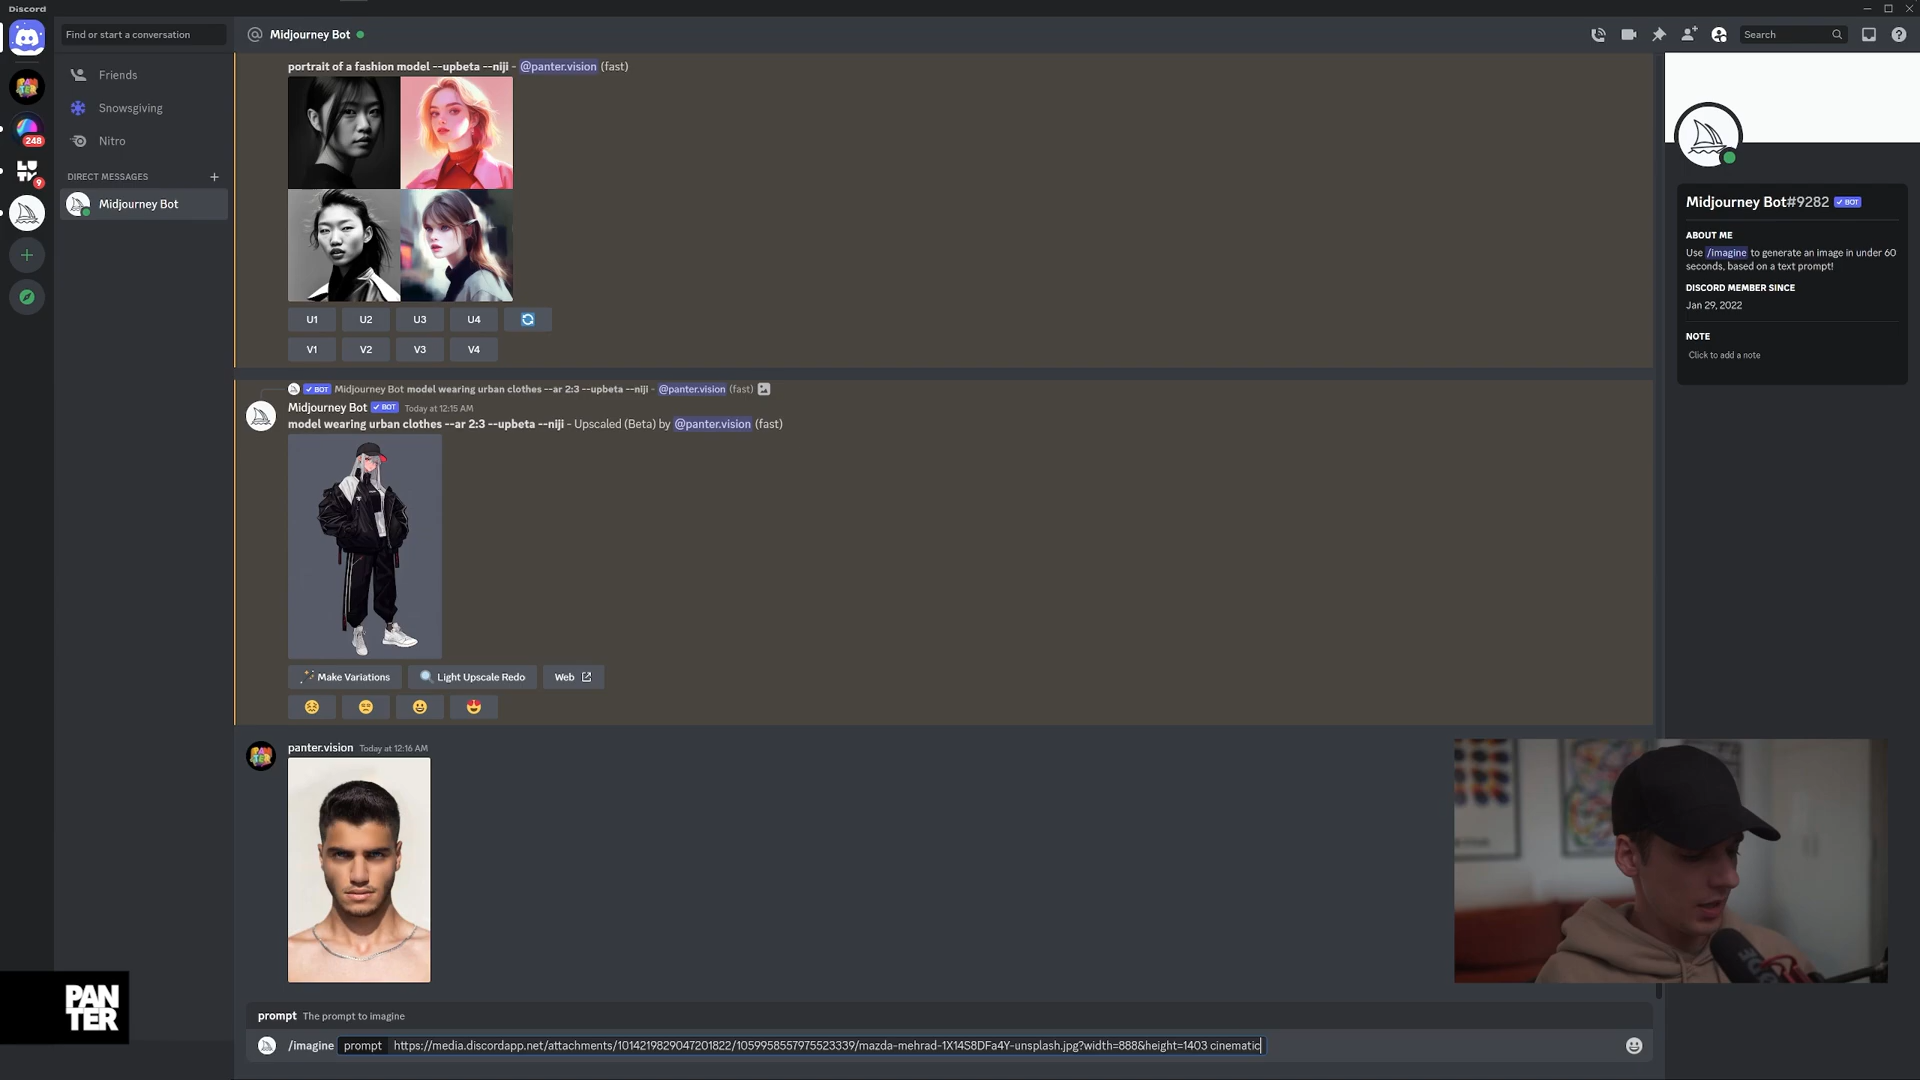 Discord
Find or start a conversation
Midjourney Bot
Search
Friends
Snowsgiving
Nitro
DIRECT MESSAGES
Midjourney Bot
248
9
portrait of a fashion model --upbeta --niji - @panter.vision (fast)
U1 U2 U3 U4
V1 V2 V3 V4
BOT Midjourney Bot model wearing urban clothes --ar 2:3 --upbeta --niji - @panter.vision (fast)
Midjourney Bot BOT Today at 12:15 AM
model wearing urban clothes --ar 2:3 --upbeta --niji - Upscaled (Beta) by @panter.vision (fast)
Make Variations Light Upscale Redo Web
panter.vision Today at 12:16 AM
prompt The prompt to imagine
/imagine prompt https://media.discordapp.net/attachments/1014219829047201822/1059958557975523339/mazda-mehrad-1X14S8DFa4Y-unsplash.jpg?width=888&height=1403 cinematic
Midjourney Bot#9282 BOT
ABOUT ME
Use /imagine to generate an image in under 60
seconds, based on a text prompt!
DISCORD MEMBER SINCE
Jan 29, 2022
NOTE
Click to add a note
PAN
TER